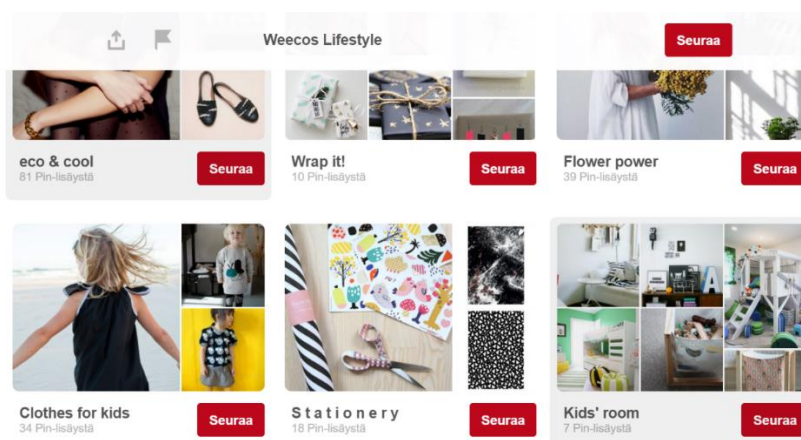 Weecos Lifestyle
Seuraa
eco & cool
81 Pin-lisäystä
Seuraa
Wrap it!
10 Pin-lisäystä
Seuraa
Flower power
39 Pin-lisäystä
Seuraa
Clothes for kids
34 Pin-lisäystä
Seuraa
Stationery
18 Pin-lisäystä
Seuraa
Kids' room
7 Pin-lisäystä
Seuraa